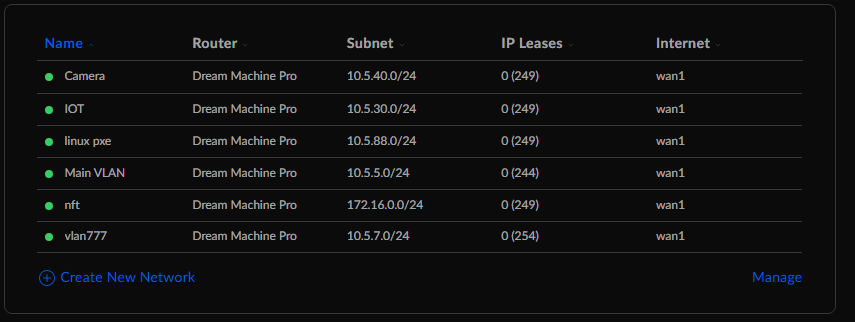 Name Router Subnet IP Leases Internet
Camera Dream Machine Pro 10.5.40.0/24 0 (249) wan1
IOT Dream Machine Pro 10.5.30.0/24 0 (249) wan1
linux pxe Dream Machine Pro 10.5.88.0/24 0 (249) wan1
Main VLAN Dream Machine Pro 10.5.5.0/24 0 (244) wan1
nft Dream Machine Pro 172.16.0.0/24 0 (249) wan1
vlan777 Dream Machine Pro 10.5.7.0/24 0 (254) wan1
Create New Network Manage